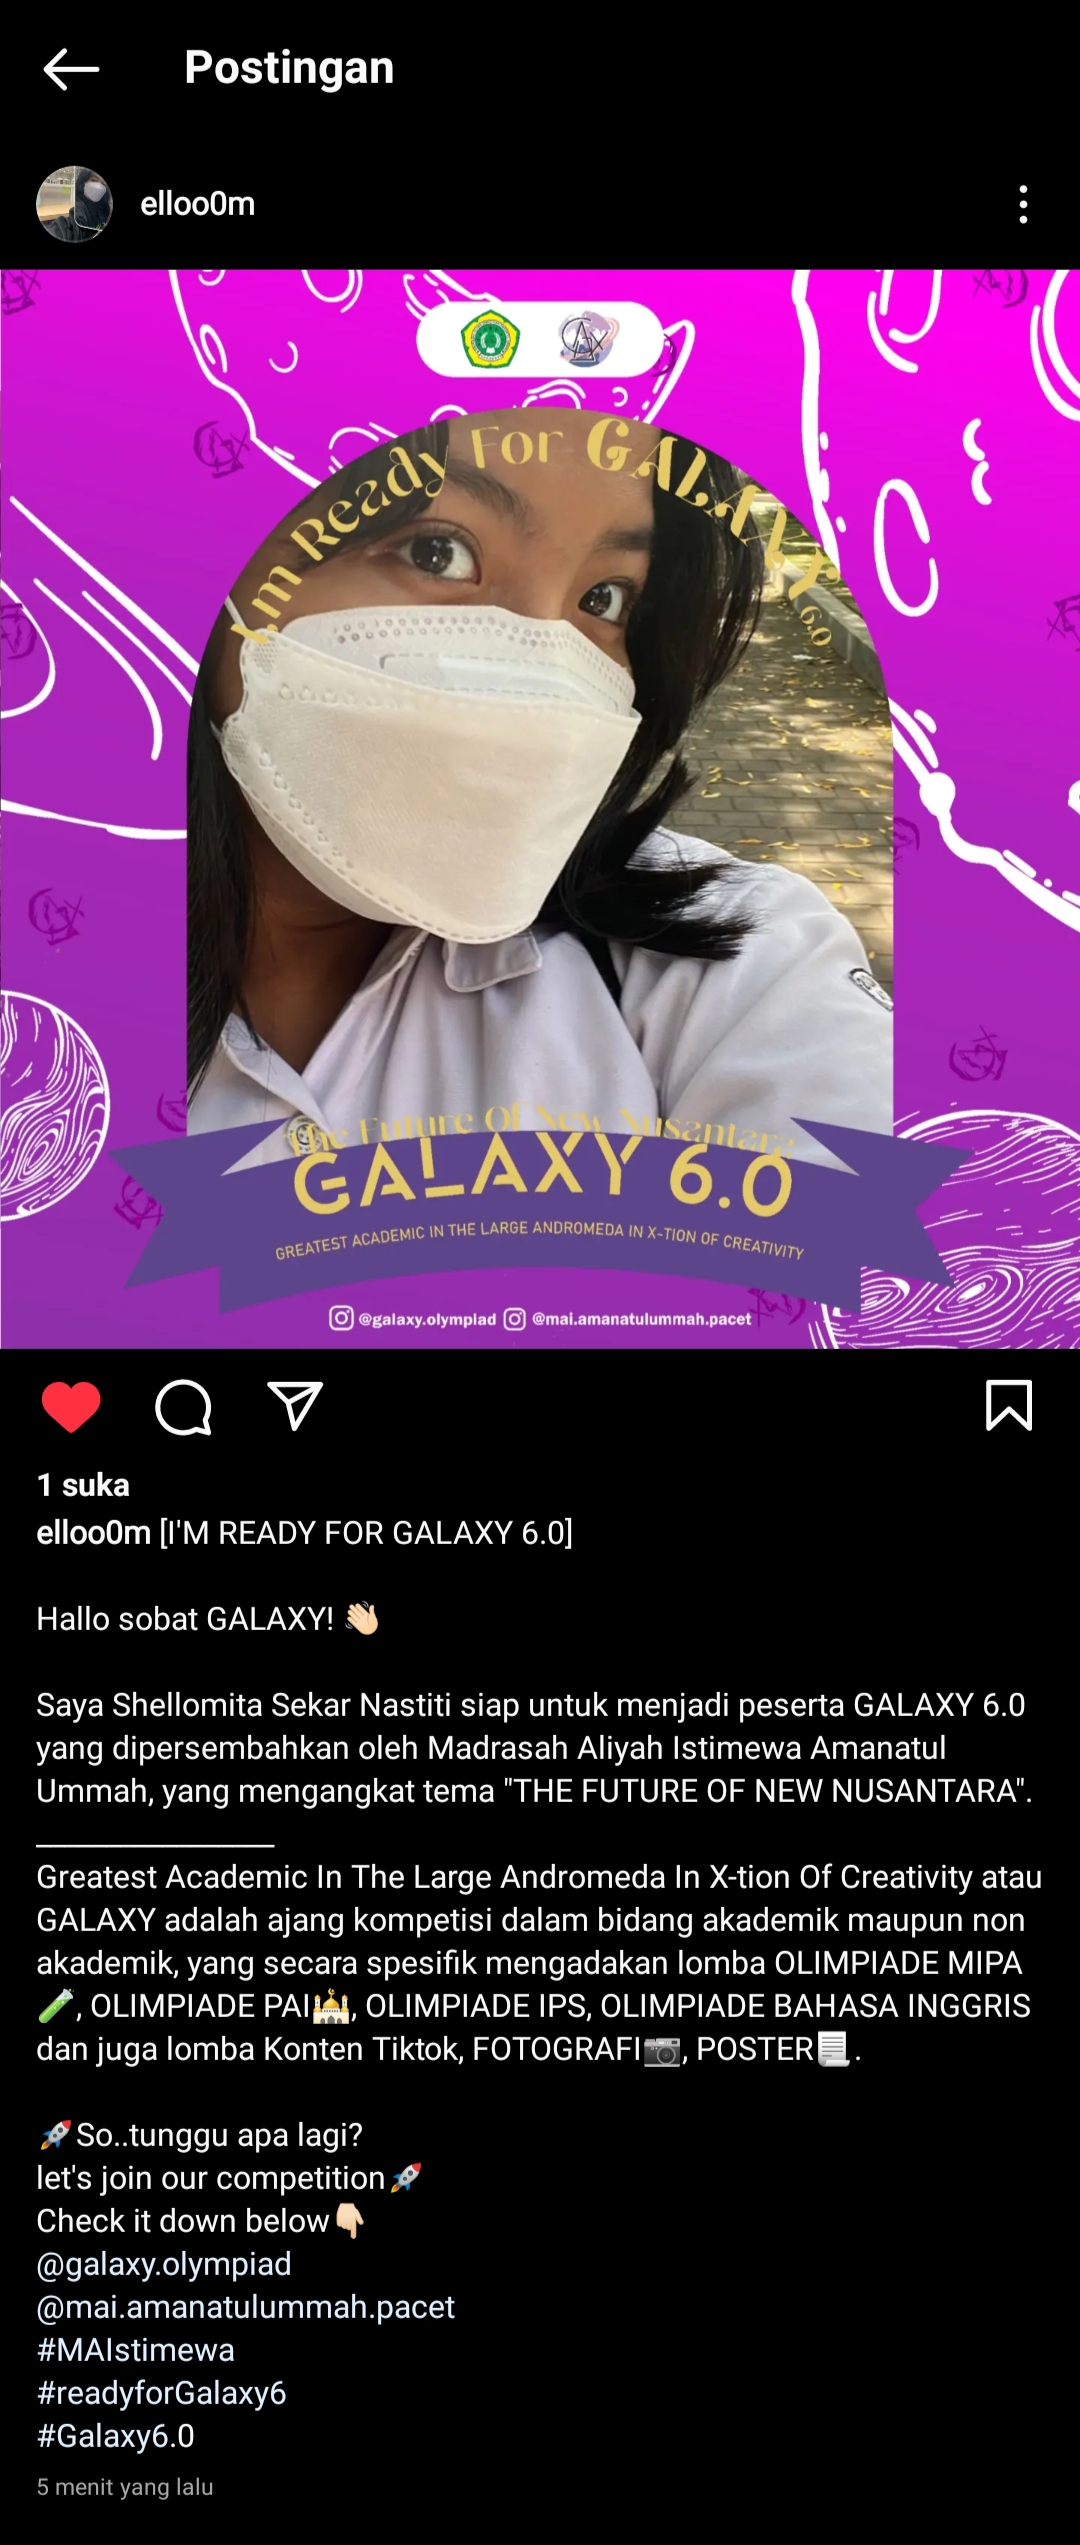 Postingan
elloo0m
I,m Ready For GALAXY 6.0
The Future Of New Nusantara
GALAXY 6.0
GREATEST ACADEMIC IN THE LARGE ANDROMEDA IN X-TION OF CREATIVITY
@galaxy.olympiad @mai.amanatulummah.pacet
1 suka
elloo0m [I'M READY FOR GALAXY 6.0]
Hallo sobat GALAXY! 👋🏻
Saya Shellomita Sekar Nastiti siap untuk menjadi peserta GALAXY 6.0
yang dipersembahkan oleh Madrasah Aliyah Istimewa Amanatul
Ummah, yang mengangkat tema "THE FUTURE OF NEW NUSANTARA".
_______________
Greatest Academic In The Large Andromeda In X-tion Of Creativity atau
GALAXY adalah ajang kompetisi dalam bidang akademik maupun non
akademik, yang secara spesifik mengadakan lomba OLIMPIADE MIPA
🧪, OLIMPIADE PAI🕌, OLIMPIADE IPS, OLIMPIADE BAHASA INGGRIS
dan juga lomba Konten Tiktok, FOTOGRAFI📷, POSTER📃.
🚀So..tunggu apa lagi?
let's join our competition🚀
Check it down below👇🏻
@galaxy.olympiad
@mai.amanatulummah.pacet
#MAIstimewa
#readyforGalaxy6
#Galaxy6.0
5 menit yang lalu